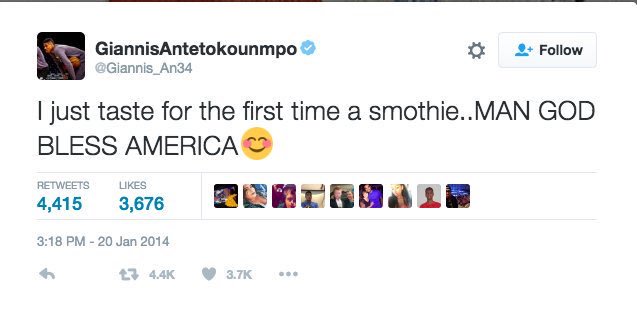 GiannisAntetokounmpo
@Giannis_An34
Follow
I just taste for the first time a smothie..MAN GOD
BLESS AMERICA😊
RETWEETS LIKES
4,415 3,676
3:18 PM - 20 Jan 2014
4.4K 3.7K